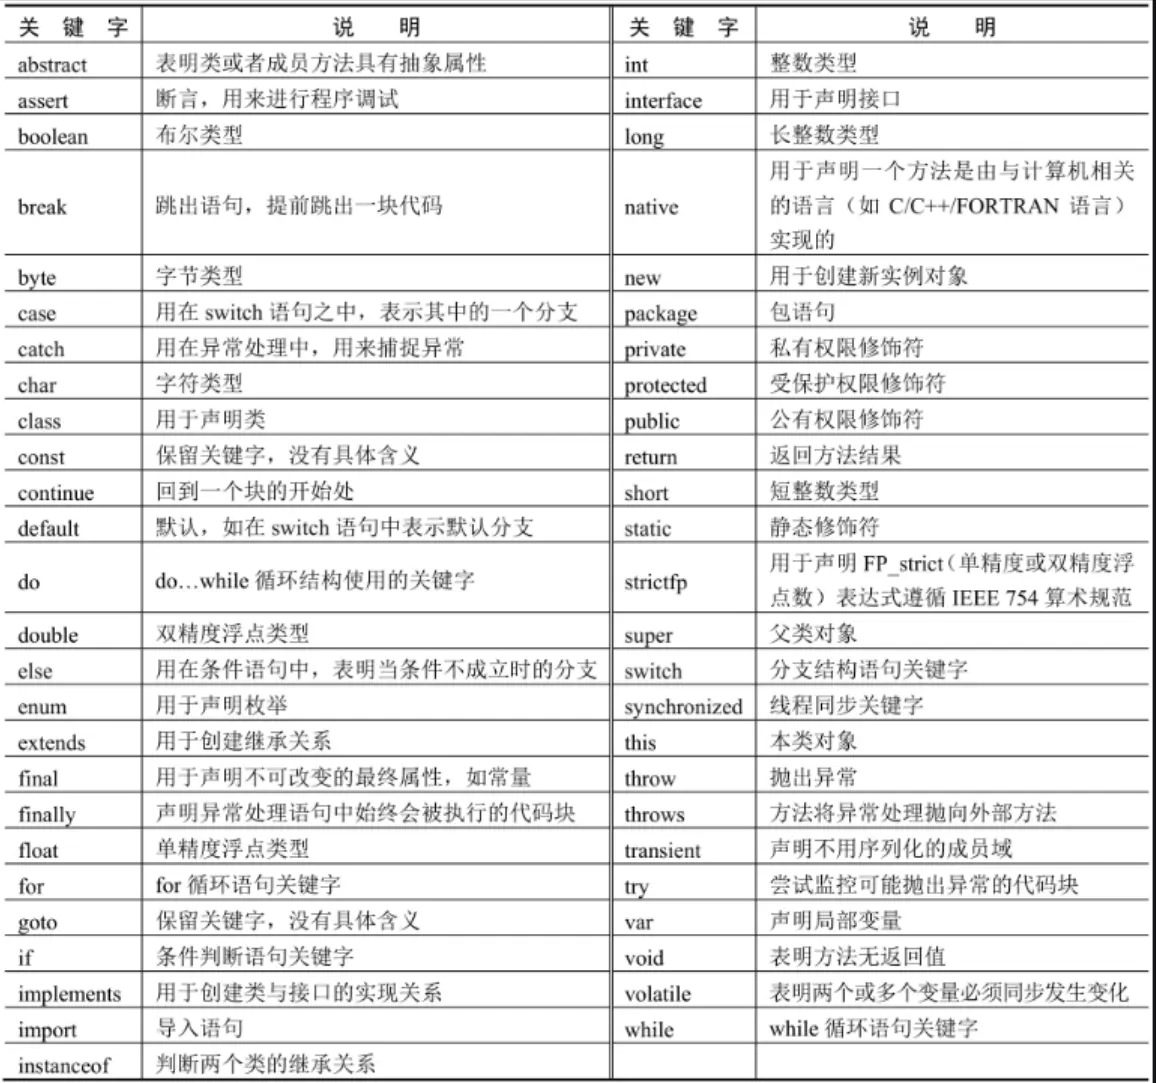 关 键 字 说 明 关 键 字 说 明
abstract 表明类或者成员方法具有抽象属性 int 整数类型
assert 断言，用来进行程序调试 interface 用于声明接口
boolean 布尔类型 long 长整数类型
break 跳出语句，提前跳出一块代码 native 用于声明一个方法是由与计算机相关
的语言（如 C/C++/FORTRAN 语言）
实现的
byte 字节类型 new 用于创建新实例对象
case 用在 switch 语句之中，表示其中的一个分支 package 包语句
catch 用在异常处理中，用来捕捉异常 private 私有权限修饰符
char 字符类型 protected 受保护权限修饰符
class 用于声明类 public 公有权限修饰符
const 保留关键字，没有具体含义 return 返回方法结果
continue 回到一个块的开始处 short 短整数类型
default 默认，如在 switch 语句中表示默认分支 static 静态修饰符
do do…while 循环结构使用的关键字 strictfp 用于声明 FP_strict（单精度或双精度浮
点数）表达式遵循 IEEE 754 算术规范
double 双精度浮点类型 super 父类对象
else 用在条件语句中，表明当条件不成立时的分支 switch 分支结构语句关键字
enum 用于声明枚举 synchronized 线程同步关键字
extends 用于创建继承关系 this 本类对象
final 用于声明不可改变的最终属性，如常量 throw 抛出异常
finally 声明异常处理语句中始终会被执行的代码块 throws 方法将异常处理抛向外部方法
float 单精度浮点类型 transient 声明不用序列化的成员域
for for 循环语句关键字 try 尝试监控可能抛出异常的代码块
goto 保留关键字，没有具体含义 var 声明局部变量
if 条件判断语句关键字 void 表明方法无返回值
implements 用于创建类与接口的实现关系 volatile 表明两个或多个变量必须同步发生变化
import 导入语句 while while 循环语句关键字
instanceof 判断两个类的继承关系